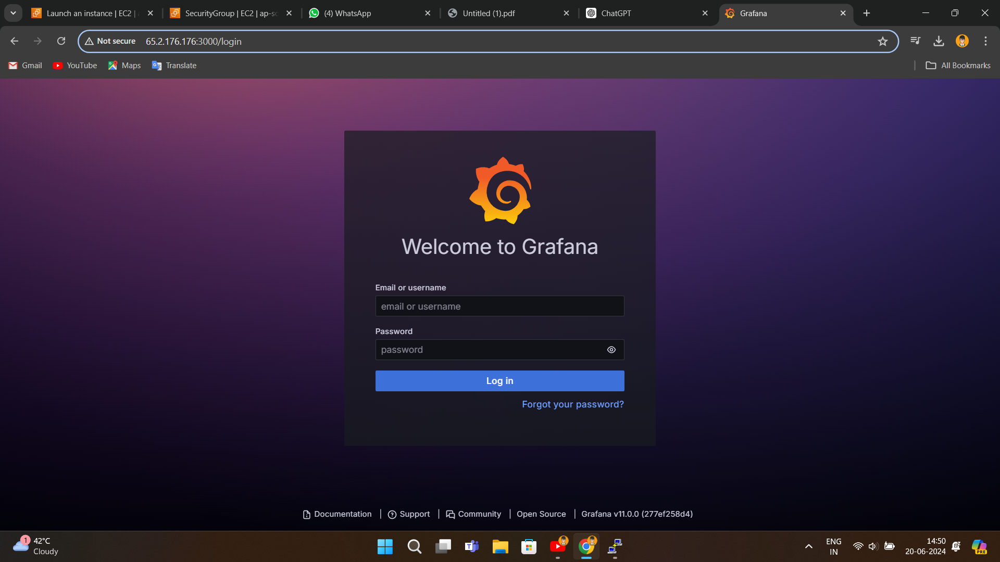 Launch an instance | EC2 |
SecurityGroup | EC2 | ap-so
(4) WhatsApp
Untitled (1).pdf
ChatGPT
Grafana
Not secure
65.2.176.176:3000/login
Gmail
YouTube
Maps
Translate
All Bookmarks
Welcome to Grafana
Email or username
email or username
Password
password
Log in
Forgot your password?
Documentation | Support | Community | Open Source | Grafana v11.0.0 (277ef258d4)
1
42°C
Cloudy
ENG
IN
14:50
20-06-2024
PRE